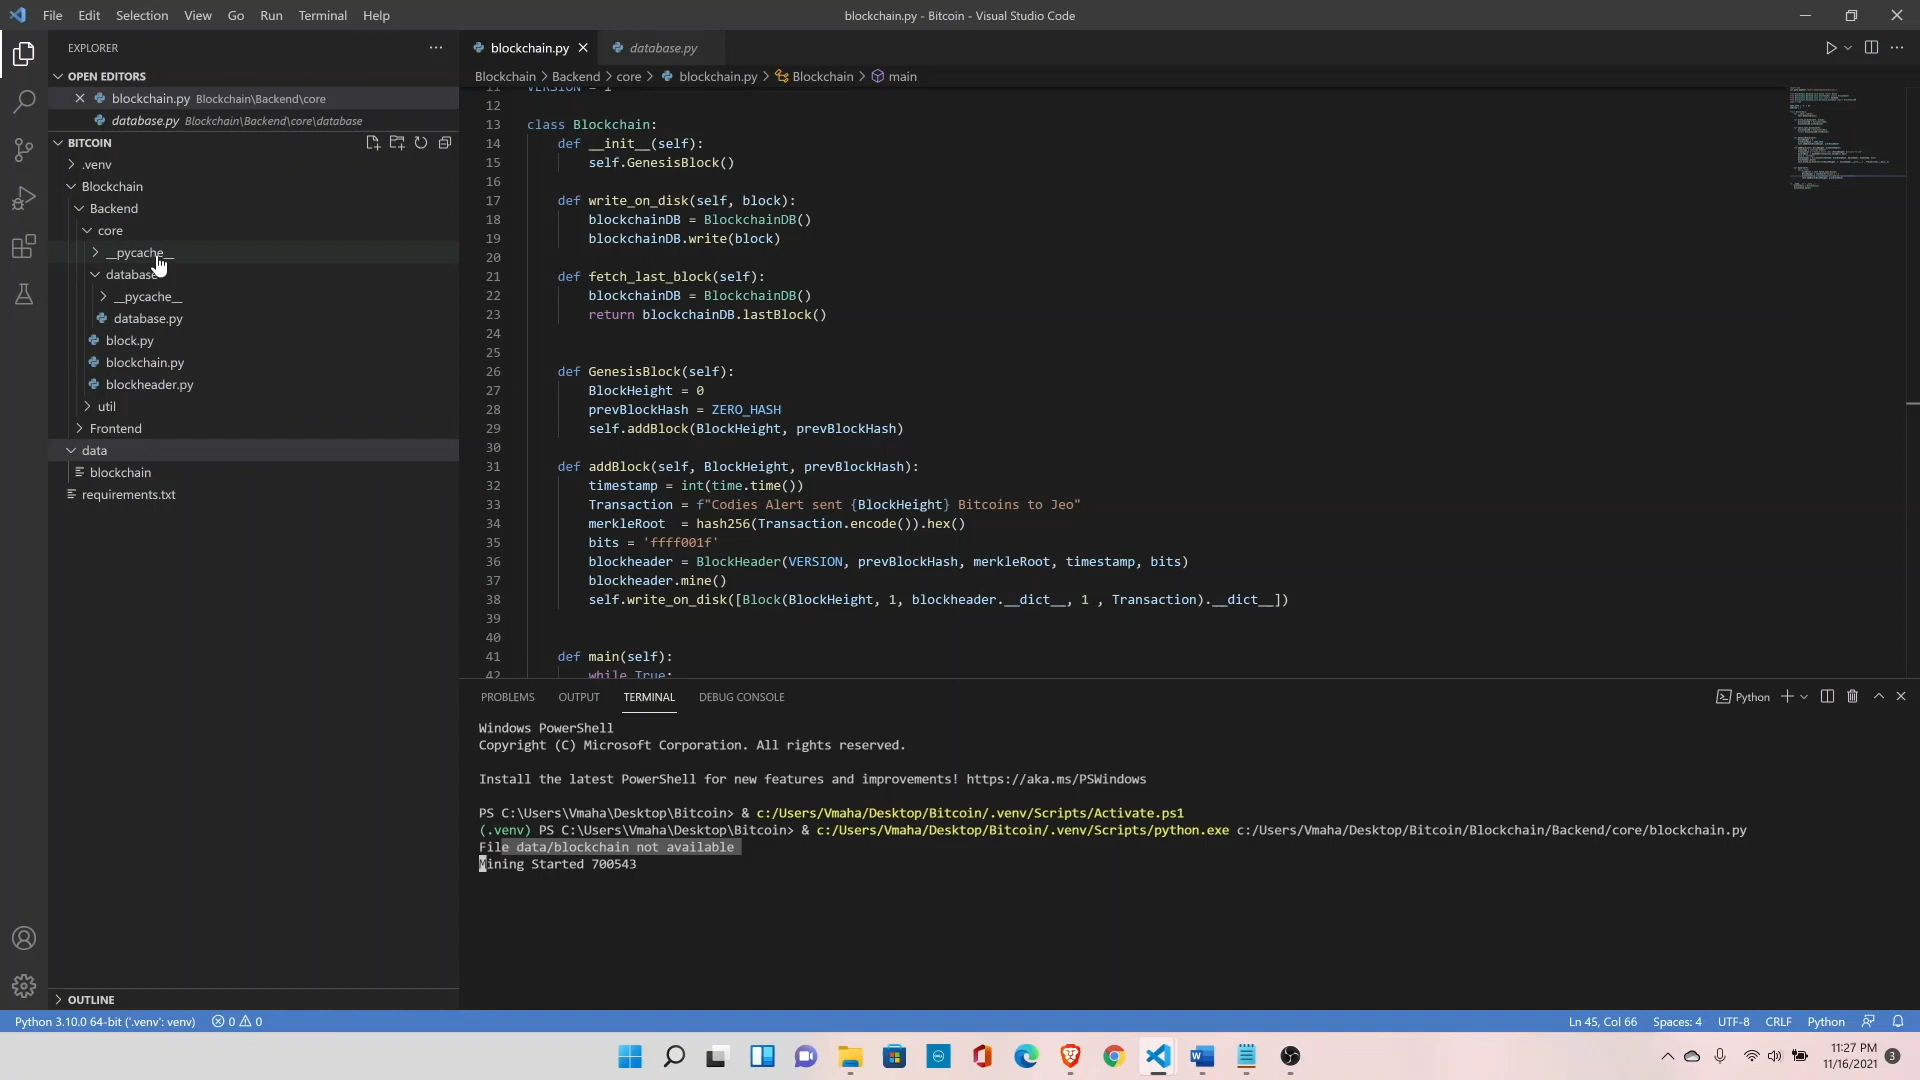 File Edit Selection View Go Run Terminal Help
blockchain.py - Bitcoin - Visual Studio Code
EXPLORER
OPEN EDITORS
blockchain.py Blockchain\Backend\core
database.py Blockchain\Backend\core\database
BITCOIN
.venv
Blockchain
Backend
core
__pycache__
database
__pycache__
database.py
block.py
blockchain.py
blockheader.py
util
Frontend
data
blockchain
requirements.txt
OUTLINE
blockchain.py
database.py
Blockchain > Backend > core > blockchain.py > Blockchain > main
11 VERSION = 1
12
13 class Blockchain:
14 def __init__(self):
15 self.GenesisBlock()
16
17 def write_on_disk(self, block):
18 blockchainDB = BlockchainDB()
19 blockchainDB.write(block)
20
21 def fetch_last_block(self):
22 blockchainDB = BlockchainDB()
23 return blockchainDB.lastBlock()
24
25
26 def GenesisBlock(self):
27 BlockHeight = 0
28 prevBlockHash = ZERO_HASH
29 self.addBlock(BlockHeight, prevBlockHash)
30
31 def addBlock(self, BlockHeight, prevBlockHash):
32 timestamp = int(time.time())
33 Transaction = f"Codies Alert sent {BlockHeight} Bitcoins to Jeo"
34 merkleRoot  = hash256(Transaction.encode()).hex()
35 bits = 'ffff001f'
36 blockheader = BlockHeader(VERSION, prevBlockHash, merkleRoot, timestamp, bits)
37 blockheader.mine()
38 self.write_on_disk([Block(BlockHeight, 1, blockheader.__dict__, 1 , Transaction).__dict__])
39
40
41 def main(self):
42 while True:
PROBLEMS OUTPUT TERMINAL DEBUG CONSOLE
Python
Windows PowerShell
Copyright (C) Microsoft Corporation. All rights reserved.
Install the latest PowerShell for new features and improvements! https://aka.ms/PSWindows
PS C:\Users\Vmaha\Desktop\Bitcoin> & c:/Users/Vmaha/Desktop/Bitcoin/.venv/Scripts/Activate.ps1
(.venv) PS C:\Users\Vmaha\Desktop\Bitcoin> & c:/Users/Vmaha/Desktop/Bitcoin/.venv/Scripts/python.exe c:/Users/Vmaha/Desktop/Bitcoin/Blockchain/Backend/core/blockchain.py
File data/blockchain not available
Mining Started 700543
Python 3.10.0 64-bit ('.venv': venv) 0 0
Ln 45, Col 66 Spaces: 4 UTF-8 CRLF Python
11:27 PM
11/16/2021
3